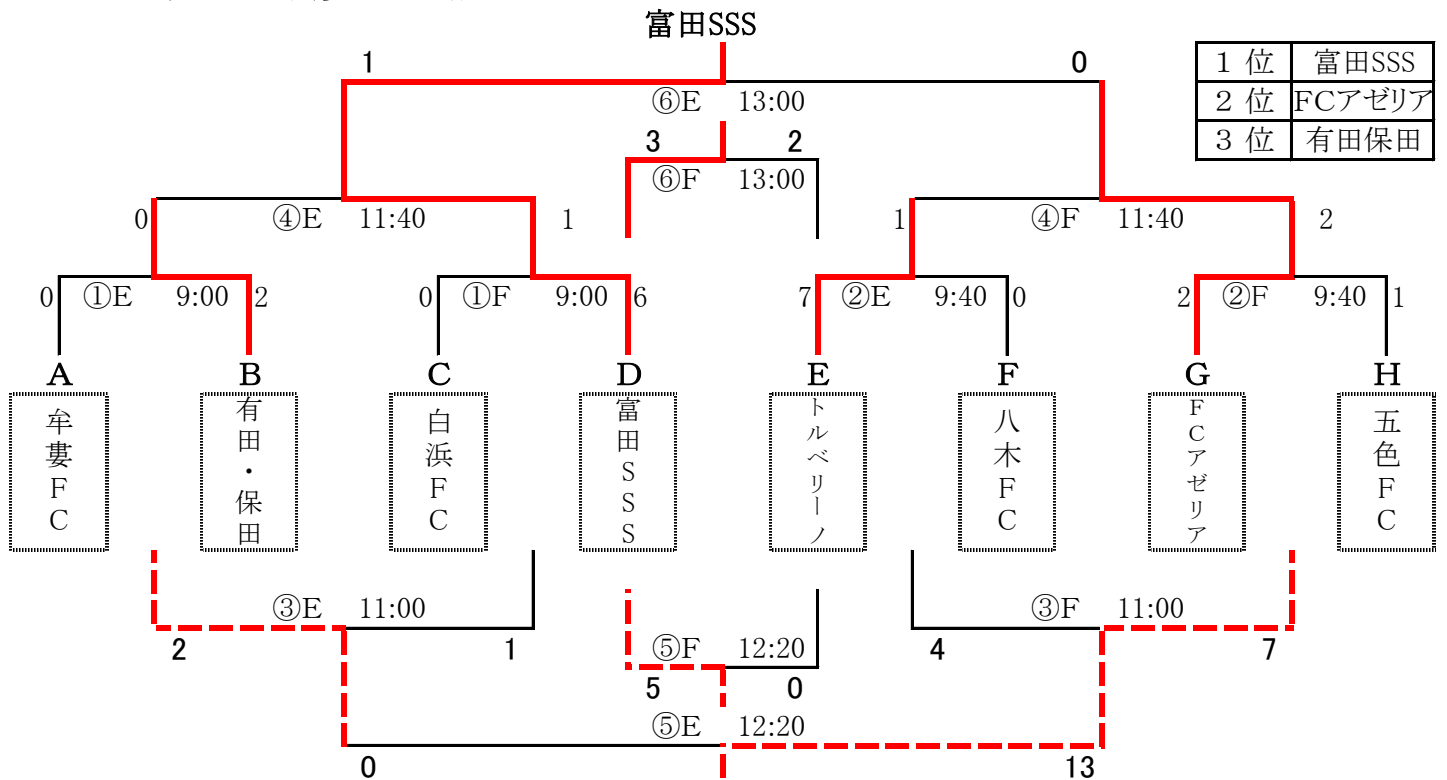 富田SSS
1 0
⑥E 13:00
1 位 富田SSS
2 位 FCアゼリア
3 位 有田保田
3 2
⑥F 13:00
0 ④E 11:40 1
1 ④F 11:40 2
0 ①E 9:00 2
0 ①F 9:00 6
7 ②E 9:40 0
2 ②F 9:40 1
A B C D E F G H
牟婁FC
有田・保田
白浜FC
富田SSS
トルベリーノ
八木FC
FCアゼリア
五色FC
③E 11:00
2 1
③F 11:00
4 7
⑤F 12:20
5 0
⑤E 12:20
0 13